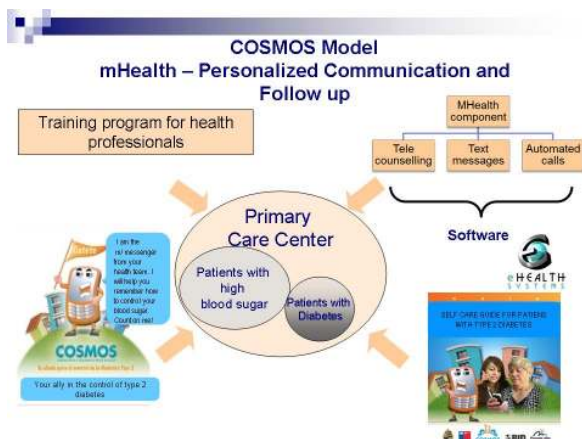 COSMOS Model
mHealth – Personalized Communication and
Follow up
Training program for health
professionals
MHealth
component
Tele
counselling
Text
messages
Automated
calls
Software
eHEALTH
SYSTEMS
Primary
Care Center
Patients with
high
blood sugar
Patients with
Diabetes
I am the
messenger
from your
health team. I
will help you
remember how
to control your
blood sugar.
Count on me!
COSMOS
Your ally in the control of type 2
diabetes
SELF CARE GUIDE FOR PATIENS
WITH TYPE 2 DIABETES